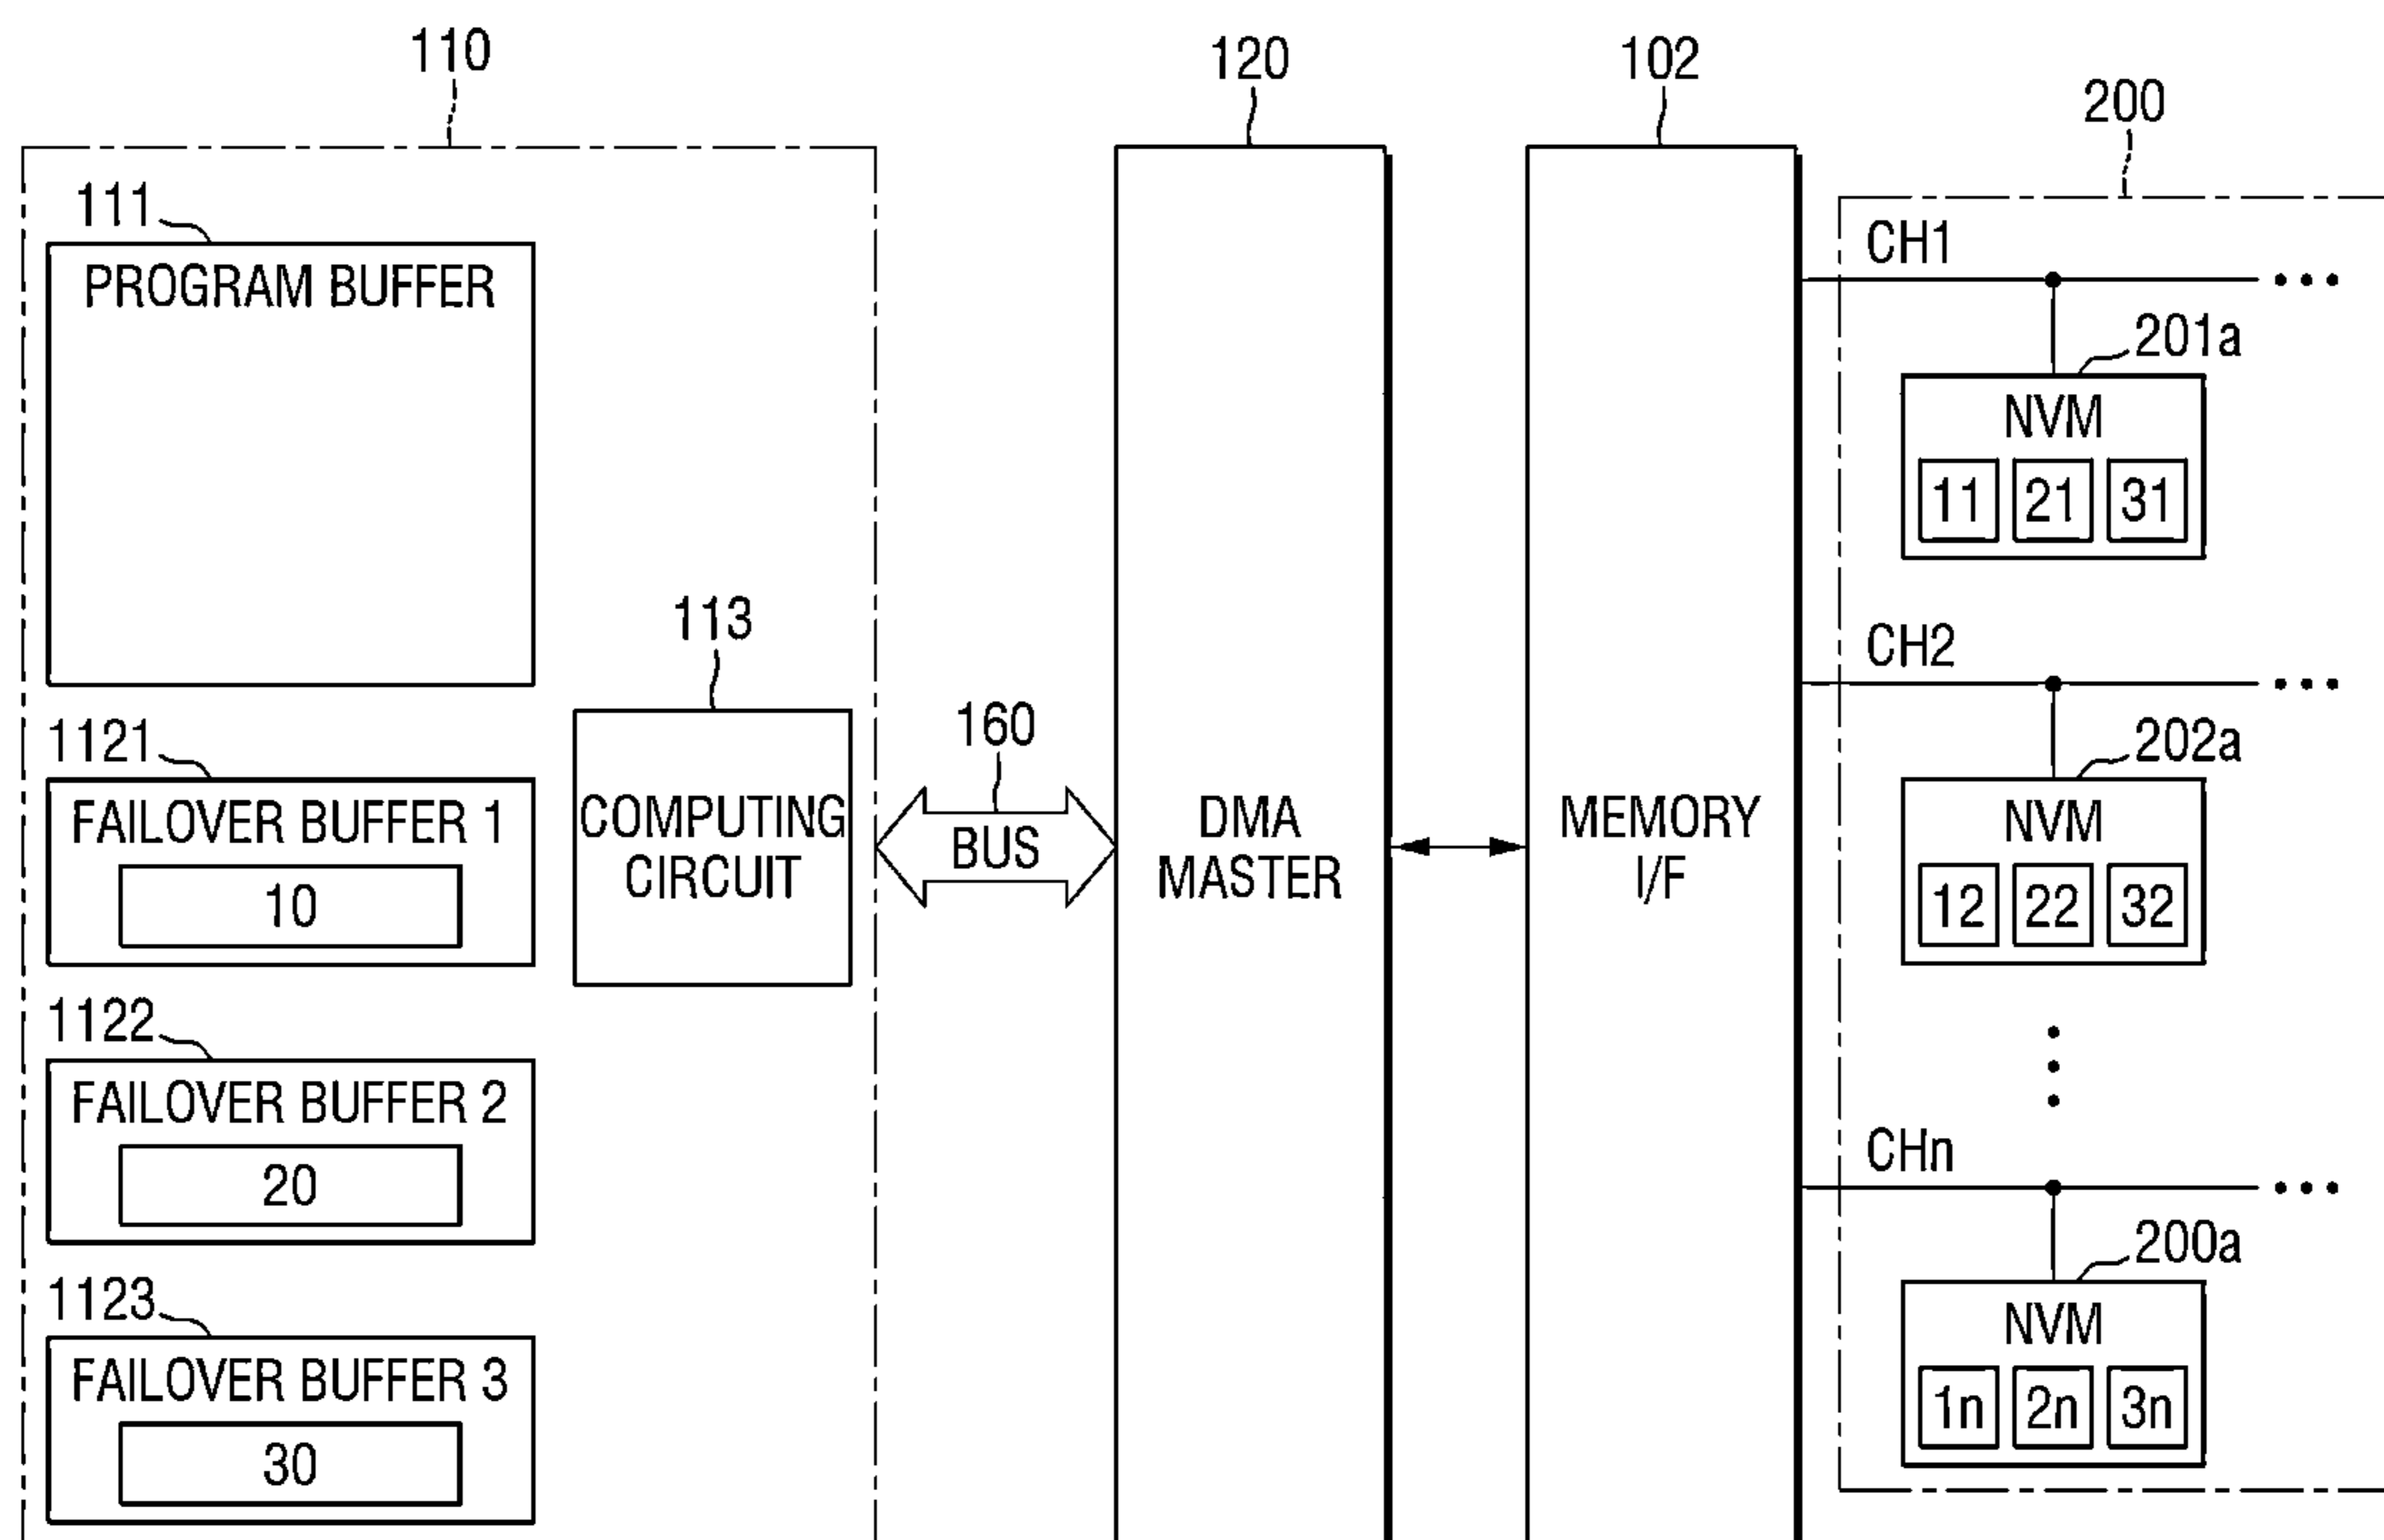 110
120
102
200
111
PROGRAM BUFFER
CH1
201a
NVM
11 21 31
113
COMPUTING
CIRCUIT
160
BUS
DMA
MASTER
MEMORY
I/F
CH2
202a
NVM
12 22 32
1121
FAILOVER BUFFER 1
10
1122
FAILOVER BUFFER 2
20
1123
FAILOVER BUFFER 3
30
CHn
200a
NVM
1n 2n 3n